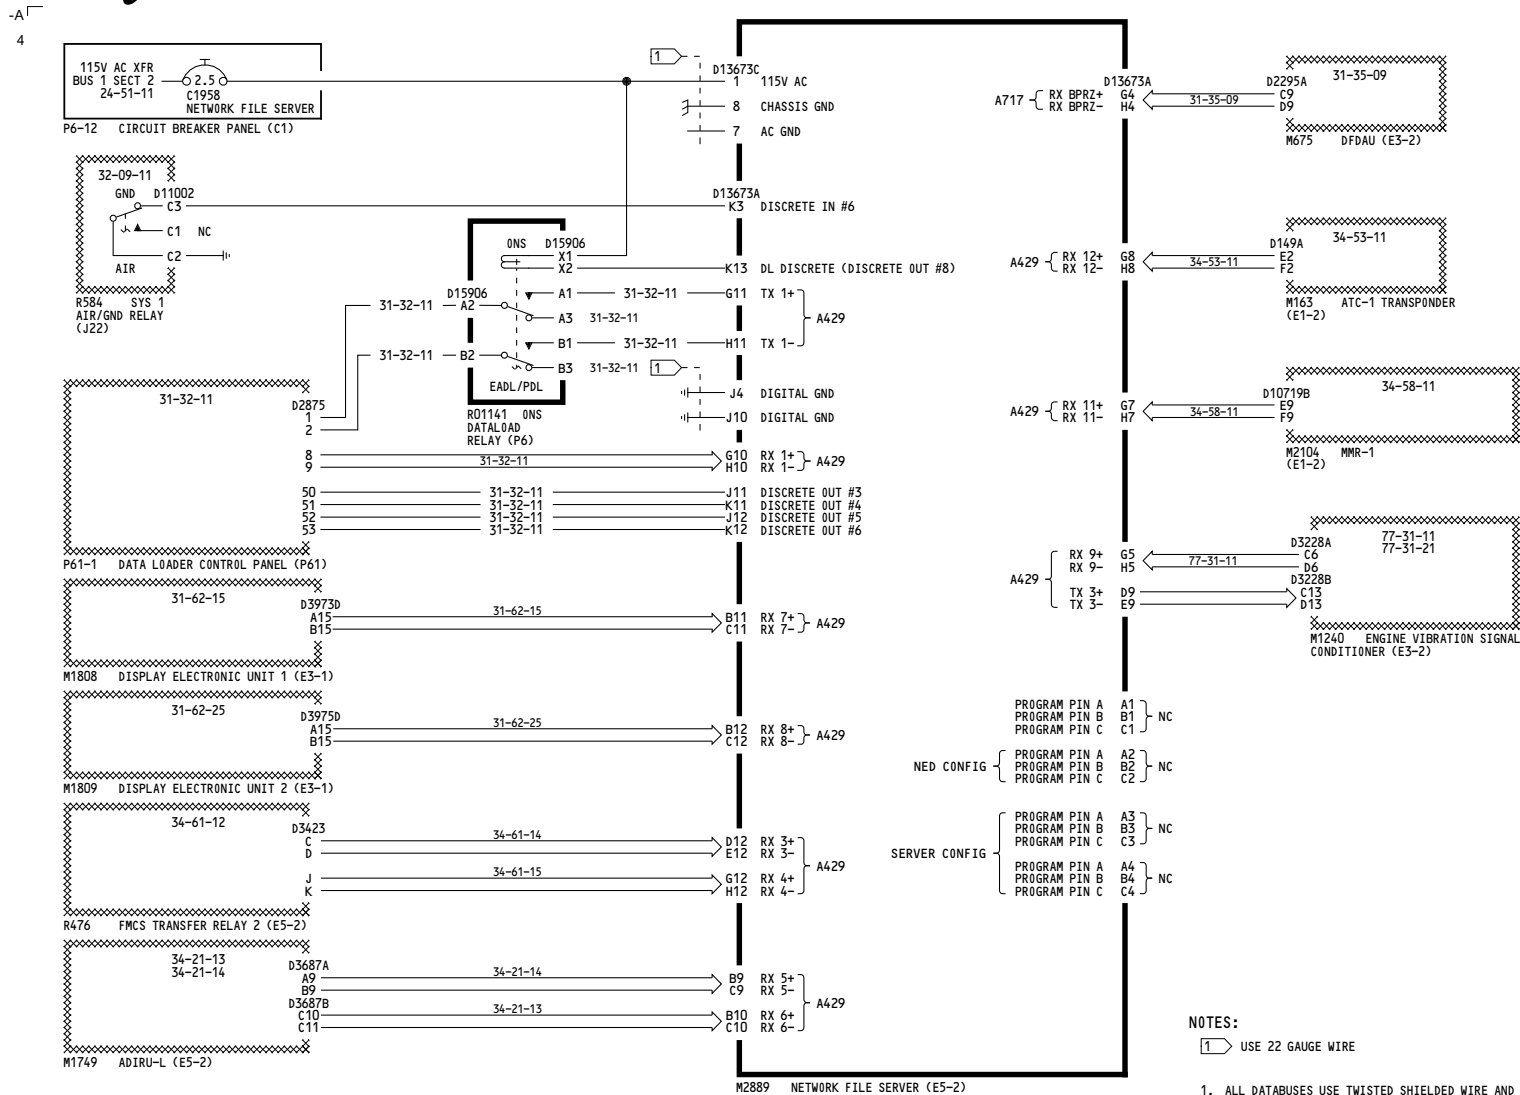 -A
4
115V AC XFR
BUS 1 SECT 2
24-51-11
2.5
C1958
NETWORK FILE SERVER
P6-12 CIRCUIT BREAKER PANEL (C1)
32-09-11
GND D11002
C3
C1 NC
C2
AIR
R584 SYS 1
AIR/GND RELAY
(J22)
ONS D15906
X1
X2
D15906
A2
A1
A3
B1
B2
B3
EADL/PDL
R01141 ONS
DATALOAD
RELAY (P6)
31-32-11
31-32-11
31-32-11
31-32-11
31-32-11
31-32-11
31-32-11
D2875
1
2
8
9
31-32-11
50
51
52
53
31-32-11
31-32-11
31-32-11
31-32-11
P61-1 DATA LOADER CONTROL PANEL (P61)
31-62-15
D3973D
A15
B15
31-62-15
M1808 DISPLAY ELECTRONIC UNIT 1 (E3-1)
31-62-25
D3975D
A15
B15
31-62-25
M1809 DISPLAY ELECTRONIC UNIT 2 (E3-1)
34-61-12
D3423
C
D
34-61-14
J
K
34-61-15
R476 FMCS TRANSFER RELAY 2 (E5-2)
34-21-13
34-21-14
D3687A
A9
B9
34-21-14
D3687B
C10
C11
34-21-13
M1749 ADIRU-L (E5-2)
1
D13673C
1 115V AC
8 CHASSIS GND
7 AC GND
D13673A
K3 DISCRETE IN #6
K13 DL DISCRETE (DISCRETE OUT #8)
G11 TX 1+
A429
H11 TX 1-
1
J4 DIGITAL GND
J10 DIGITAL GND
G10 RX 1+
H10 RX 1-
A429
J11 DISCRETE OUT #3
K11 DISCRETE OUT #4
J12 DISCRETE OUT #5
K12 DISCRETE OUT #6
B11 RX 7+
C11 RX 7-
A429
B12 RX 8+
C12 RX 8-
A429
D12 RX 3+
E12 RX 3-
A429
G12 RX 4+
H12 RX 4-
B9 RX 5+
C9 RX 5-
A429
B10 RX 6+
C10 RX 6-
M2889 NETWORK FILE SERVER (E5-2)
D13673A
A717
RX BPRZ+ G4
RX BPRZ- H4
31-35-09
D2295A
C9
D9
31-35-09
M675 DFDAU (E3-2)
A429
RX 12+ G8
RX 12- H8
34-53-11
D149A
E2
F2
34-53-11
M163 ATC-1 TRANSPONDER
(E1-2)
A429
RX 11+ G7
RX 11- H7
34-58-11
D10719B
E9
F9
34-58-11
M2104 MMR-1
(E1-2)
A429
RX 9+ G5
RX 9- H5
TX 3+ D9
TX 3- E9
77-31-11
D3228A
C6
D6
D3228B
C13
D13
77-31-11
77-31-21
M1240 ENGINE VIBRATION SIGNAL
CONDITIONER (E3-2)
PROGRAM PIN A A1
PROGRAM PIN B B1 NC
PROGRAM PIN C C1
NED CONFIG
PROGRAM PIN A A2
PROGRAM PIN B B2 NC
PROGRAM PIN C C2
SERVER CONFIG
PROGRAM PIN A A3
PROGRAM PIN B B3 NC
PROGRAM PIN C C3
PROGRAM PIN A A4
PROGRAM PIN B B4 NC
PROGRAM PIN C C4
NOTES:
1 USE 22 GAUGE WIRE
1. ALL DATABUSES USE TWISTED SHIELDED WIRE AND